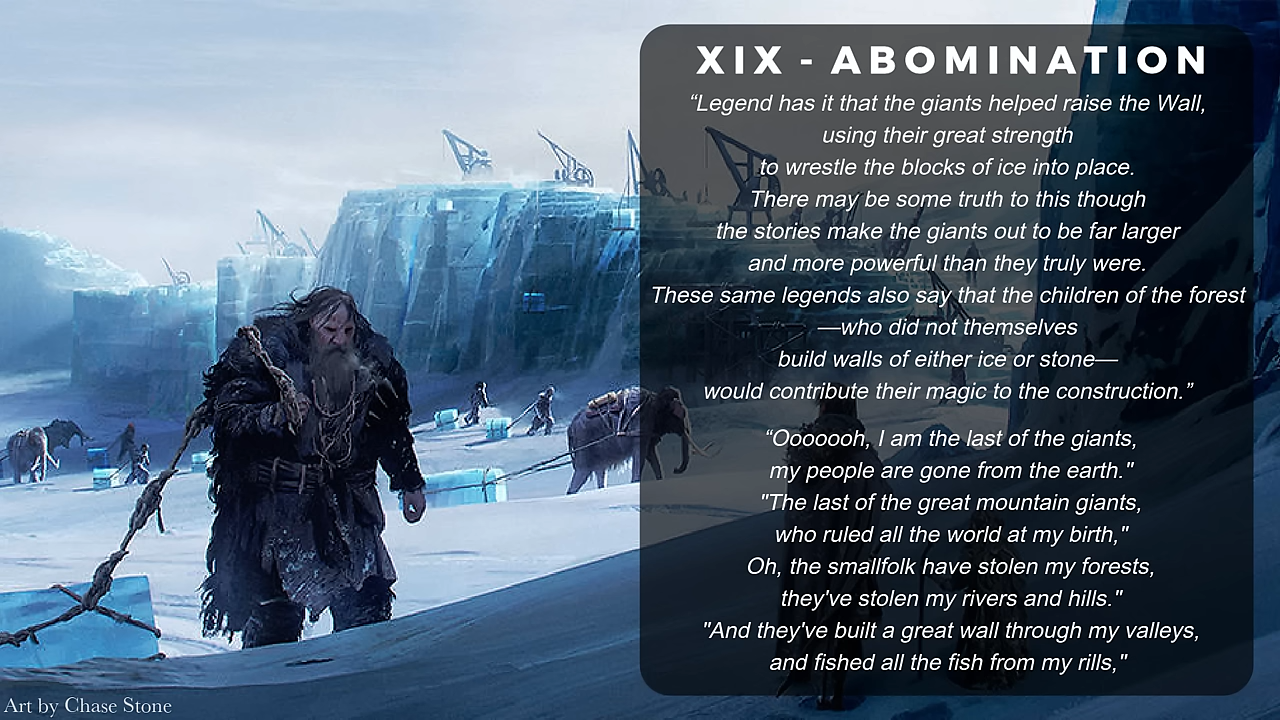 XIX - ABOMINATION
“Legend has it that the giants helped raise the Wall,
using their great strength
to wrestle the blocks of ice into place.
There may be some truth to this though
the stories make the giants out to be far larger
and more powerful than they truly were.
These same legends also say that the children of the forest
—who did not themselves
build walls of either ice or stone—
would contribute their magic to the construction.”
“Ooooooh, I am the last of the giants,
my people are gone from the earth."
"The last of the great mountain giants,
who ruled all the world at my birth,"
Oh, the smallfolk have stolen my forests,
they've stolen my rivers and hills."
"And they've built a great wall through my valleys,
and fished all the fish from my rills,"
Art by Chase Stone